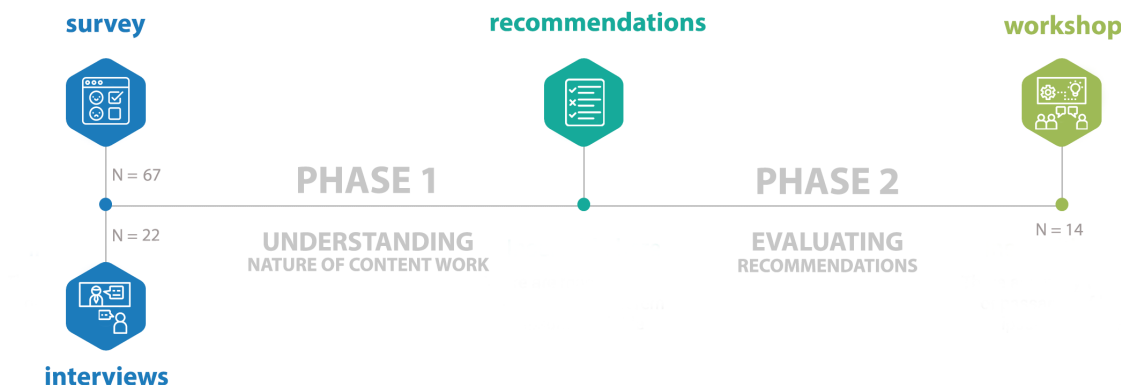 survey
recommendations
workshop
N = 67
PHASE 1
PHASE 2
N = 22
N = 14
UNDERSTANDING
NATURE OF CONTENT WORK
EVALUATING
RECOMMENDATIONS
interviews